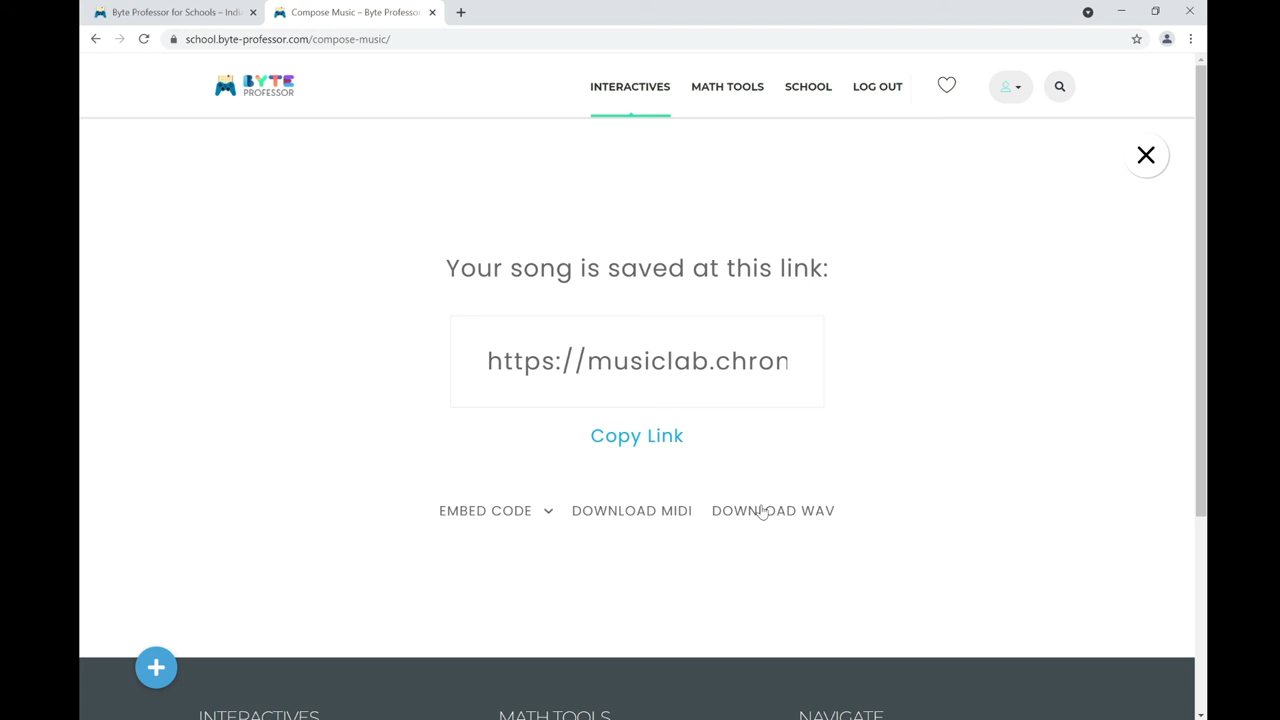 Byte Professor for Schools – Indi
Compose Music – Byte Professor
school.byte-professor.com/compose-music/
BYTE
PROFESSOR
INTERACTIVES
MATH TOOLS
SCHOOL
LOG OUT
Your song is saved at this link:
https://musiclab.chron
Copy Link
EMBED CODE
DOWNLOAD MIDI
DOWNLOAD WAV
INTERACTIVES
MATH TOOLS
NAVIGATE